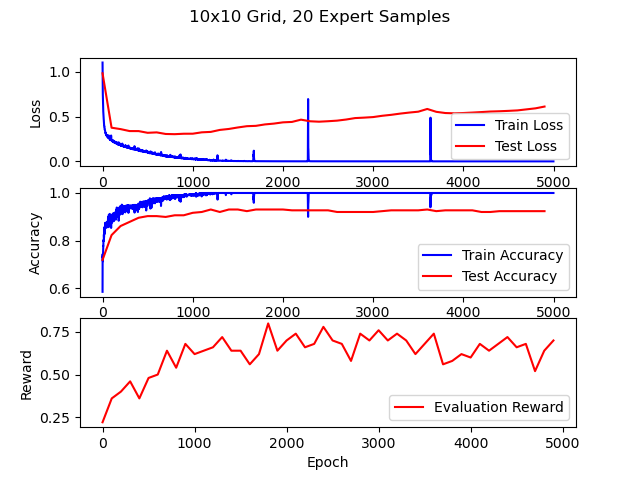 10x10 Grid, 20 Expert Samples
Loss
1.0
0.5
0.0
Train Loss
Test Loss
0 1000 2000 3000 4000 5000
Accuracy
1.0
0.8
0.6
Train Accuracy
Test Accuracy
0 1000 2000 3000 4000 5000
Reward
0.75
0.50
0.25
Evaluation Reward
0 1000 2000 3000 4000 5000
Epoch